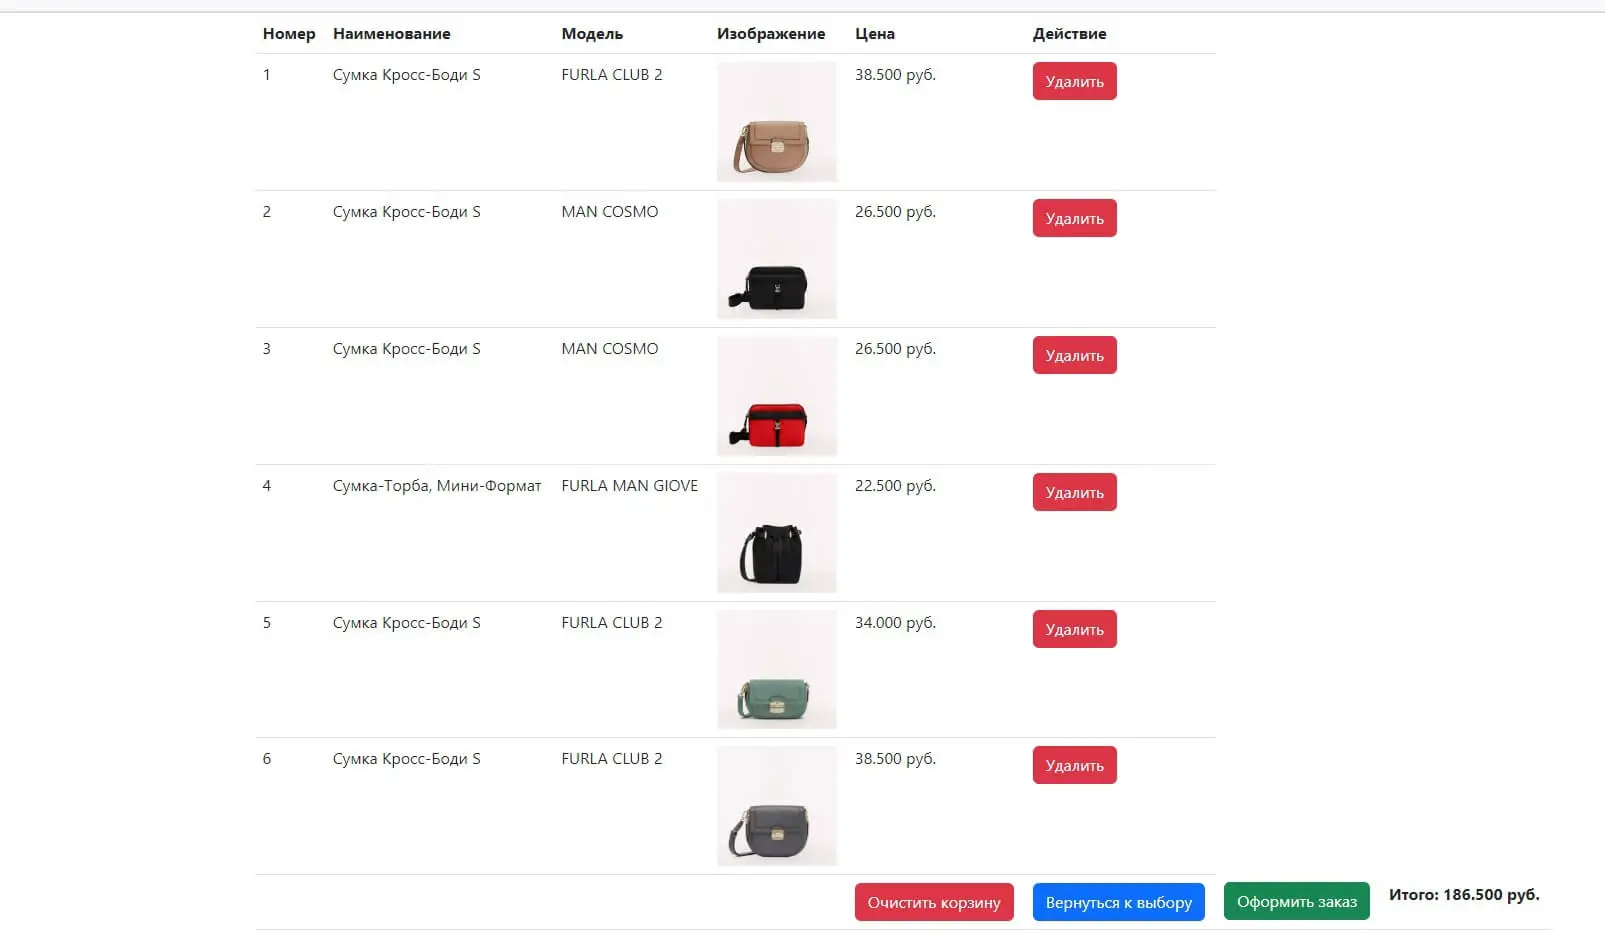 Номер Наименование Модель Изображение Цена Действие
1 Сумка Кросс-Боди S FURLA CLUB 2 38.500 руб. Удалить
2 Сумка Кросс-Боди S MAN COSMO 26.500 руб. Удалить
3 Сумка Кросс-Боди S MAN COSMO 26.500 руб. Удалить
4 Сумка-Торба, Мини-Формат FURLA MAN GIOVE 22.500 руб. Удалить
5 Сумка Кросс-Боди S FURLA CLUB 2 34.000 руб. Удалить
6 Сумка Кросс-Боди S FURLA CLUB 2 38.500 руб. Удалить
Очистить корзину Вернуться к выбору Оформить заказ Итого: 186.500 руб.